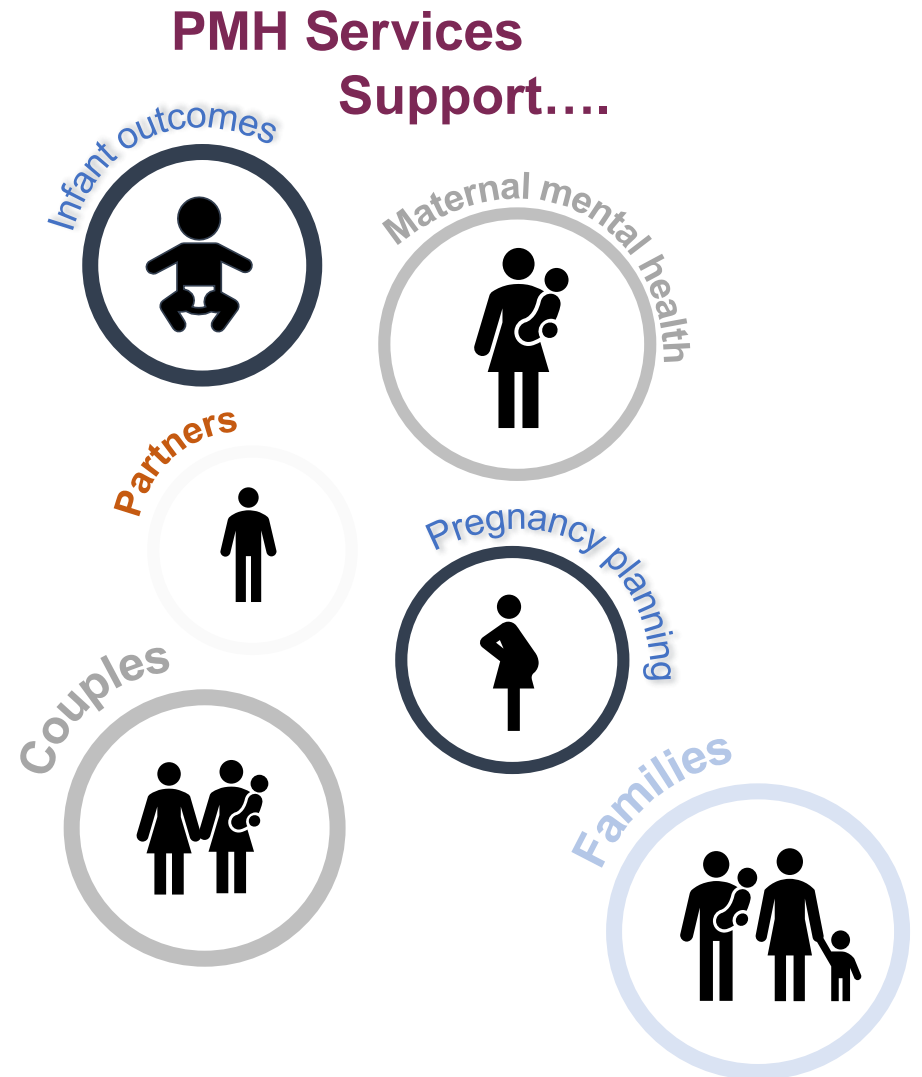 PMH Services
Support….
Infant outcomes
Maternal mental health
Partners
Pregnancy planning
Couples
Families